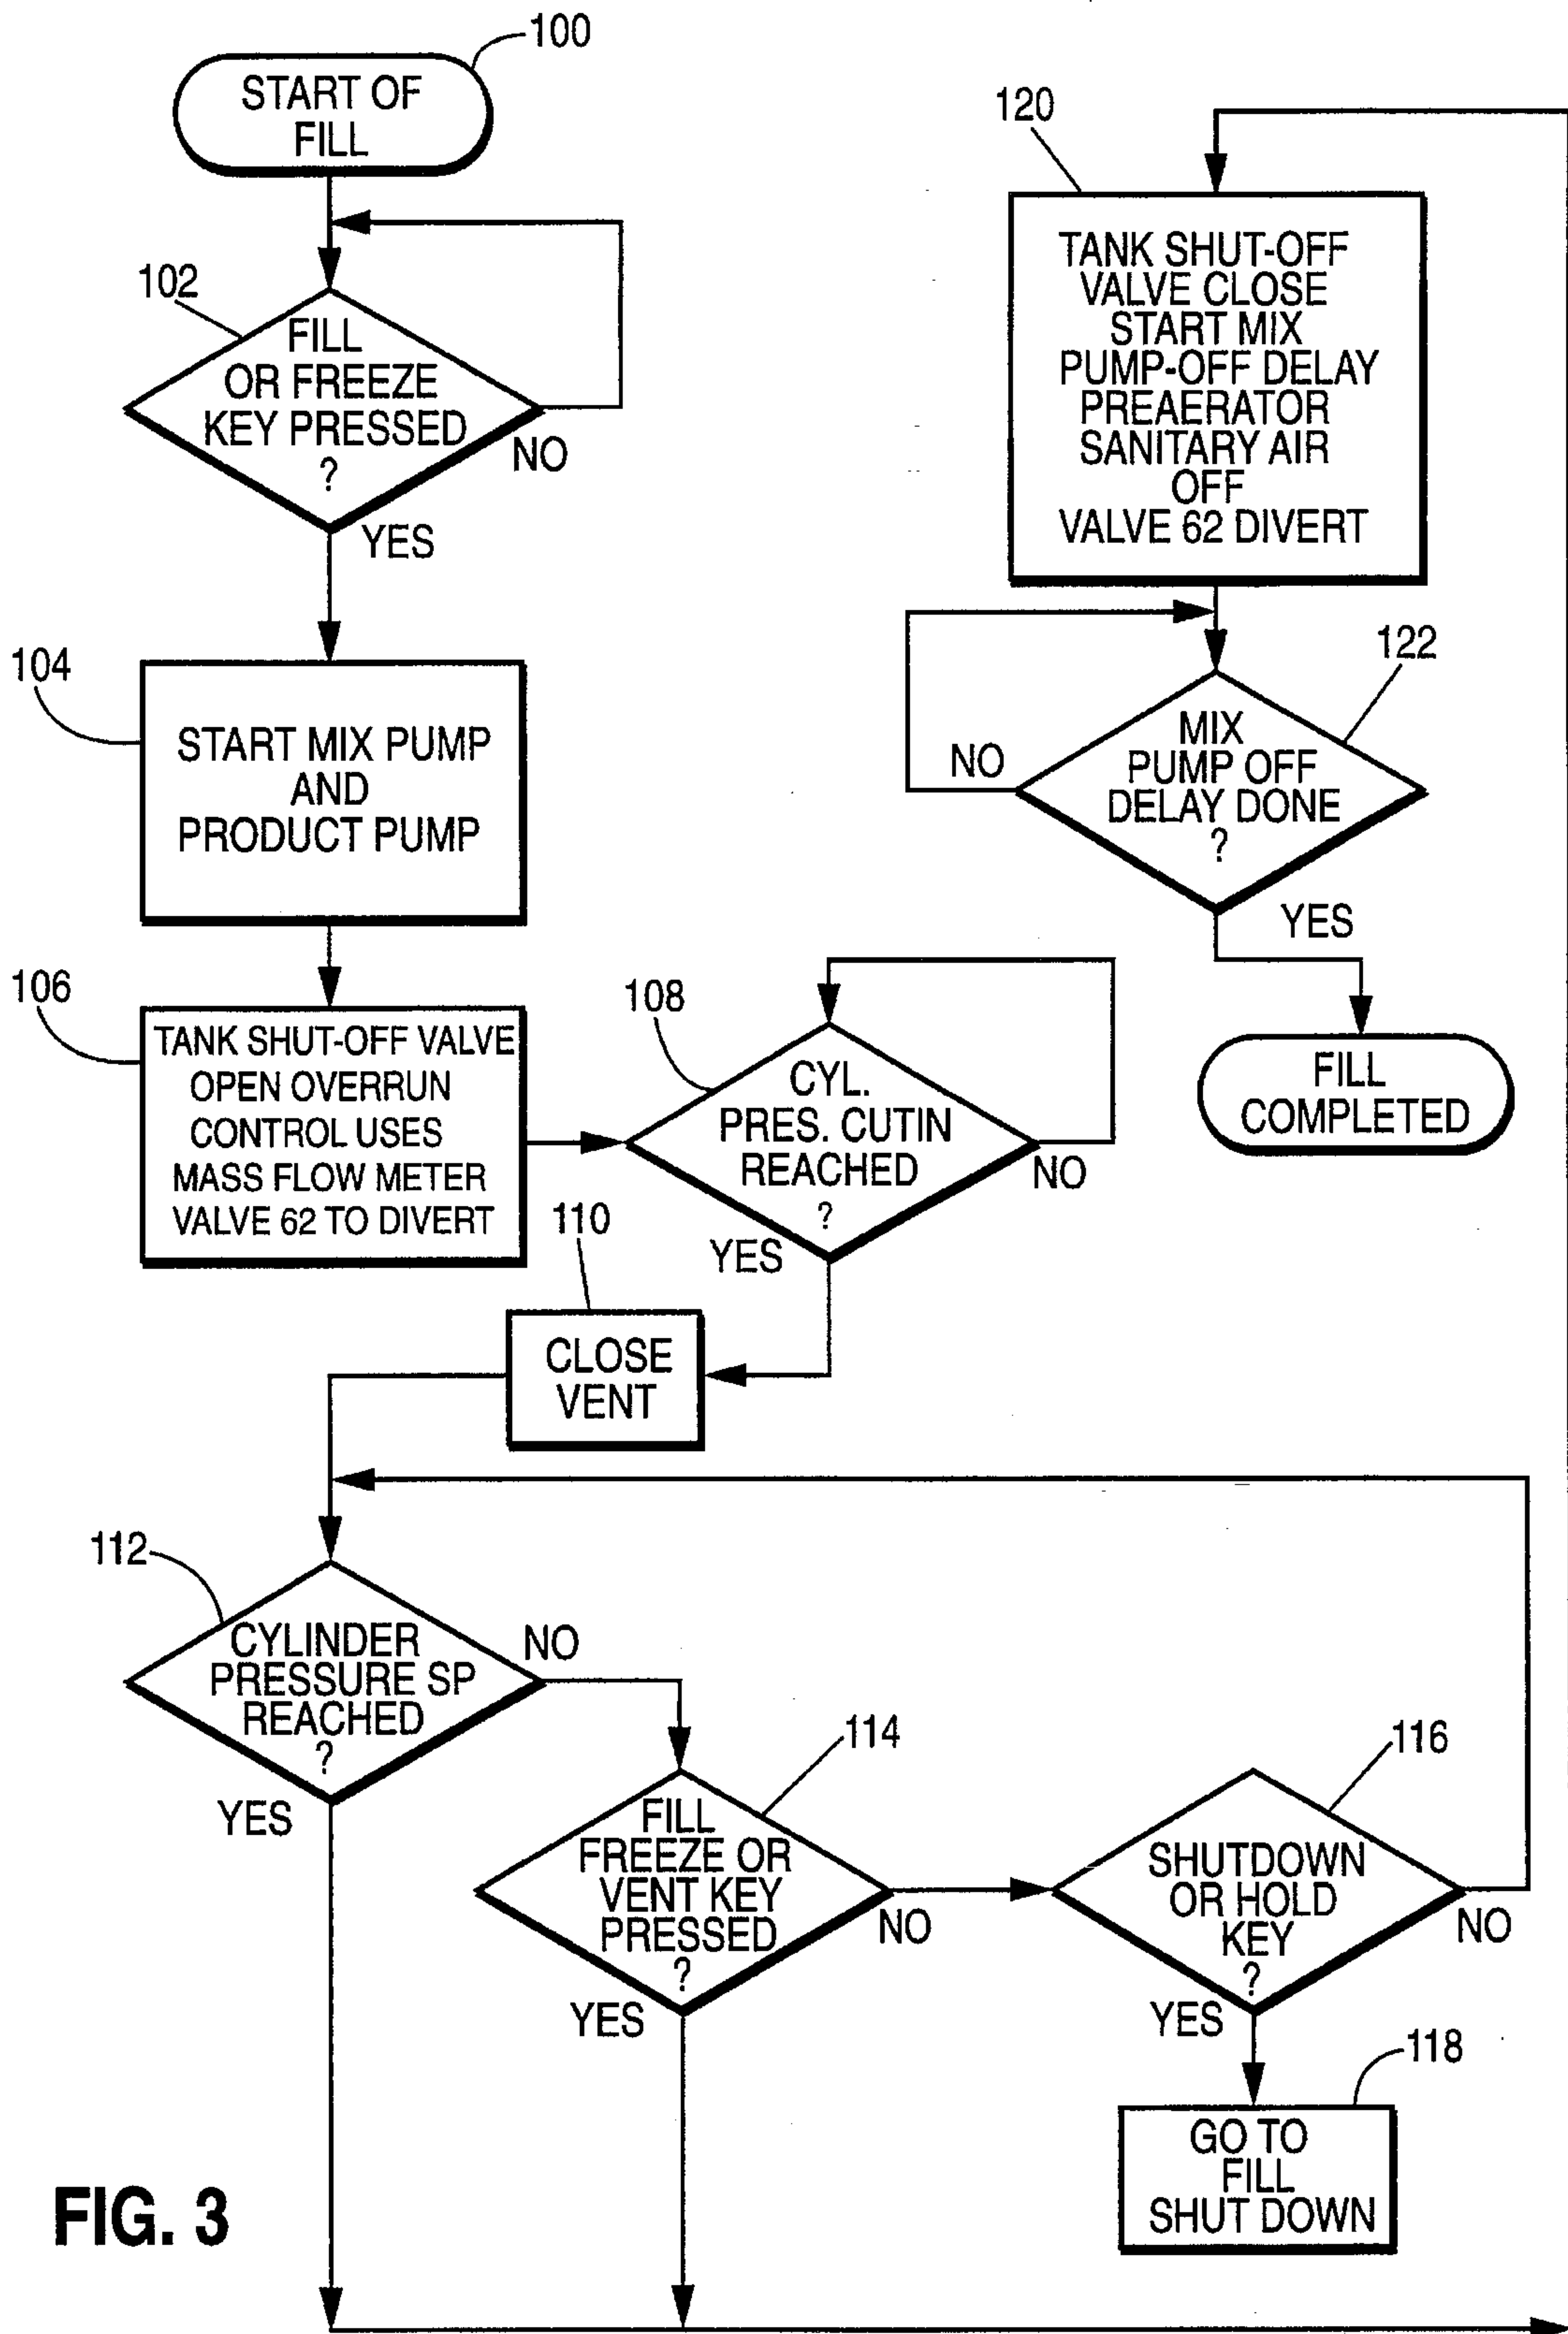 100
START OF
FILL
102
FILL
OR FREEZE
KEY PRESSED
?
NO
YES
104
START MIX PUMP
AND
PRODUCT PUMP
106
TANK SHUT-OFF VALVE
OPEN OVERRUN
CONTROL USES
MASS FLOW METER
VALVE 62 TO DIVERT
108
CYL.
PRES. CUTIN
REACHED
?
NO
YES
110
CLOSE
VENT
112
CYLINDER
PRESSURE SP
REACHED
?
NO
YES
114
FILL
FREEZE OR
VENT KEY
PRESSED
?
NO
YES
116
SHUTDOWN
OR HOLD
KEY
?
NO
YES
118
GO TO
FILL
SHUT DOWN
120
TANK SHUT-OFF
VALVE CLOSE
START MIX
PUMP-OFF DELAY
PREAERATOR
SANITARY AIR
OFF
VALVE 62 DIVERT
122
MIX
PUMP OFF
DELAY DONE
?
NO
YES
FILL
COMPLETED
FIG. 3